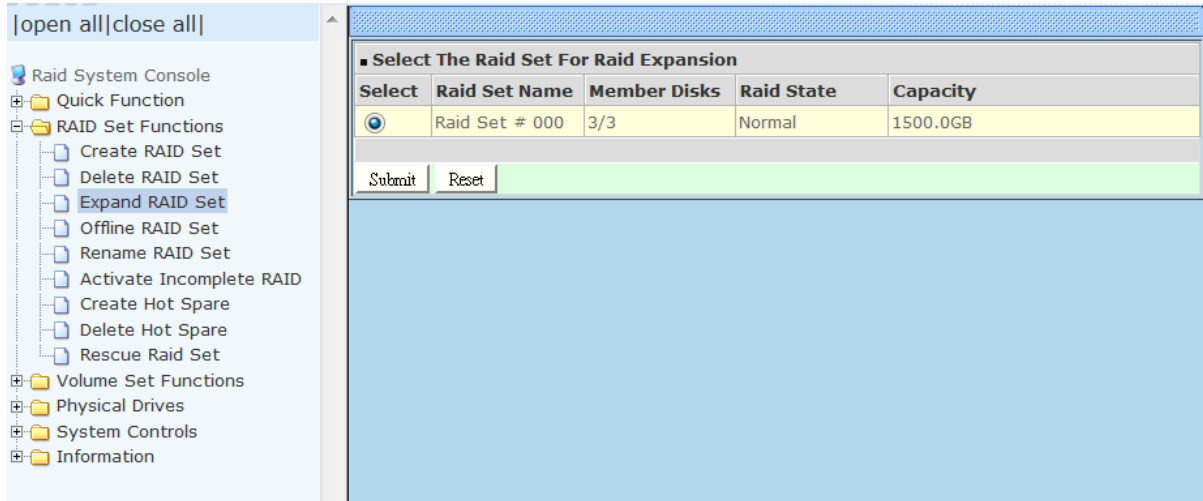 |open all|close all|
Raid System Console
Quick Function
RAID Set Functions
Create RAID Set
Delete RAID Set
Expand RAID Set
Offline RAID Set
Rename RAID Set
Activate Incomplete RAID
Create Hot Spare
Delete Hot Spare
Rescue Raid Set
Volume Set Functions
Physical Drives
System Controls
Information
Select The Raid Set For Raid Expansion
Select Raid Set Name Member Disks Raid State Capacity
Raid Set # 000 3/3 Normal 1500.0GB
Submit Reset